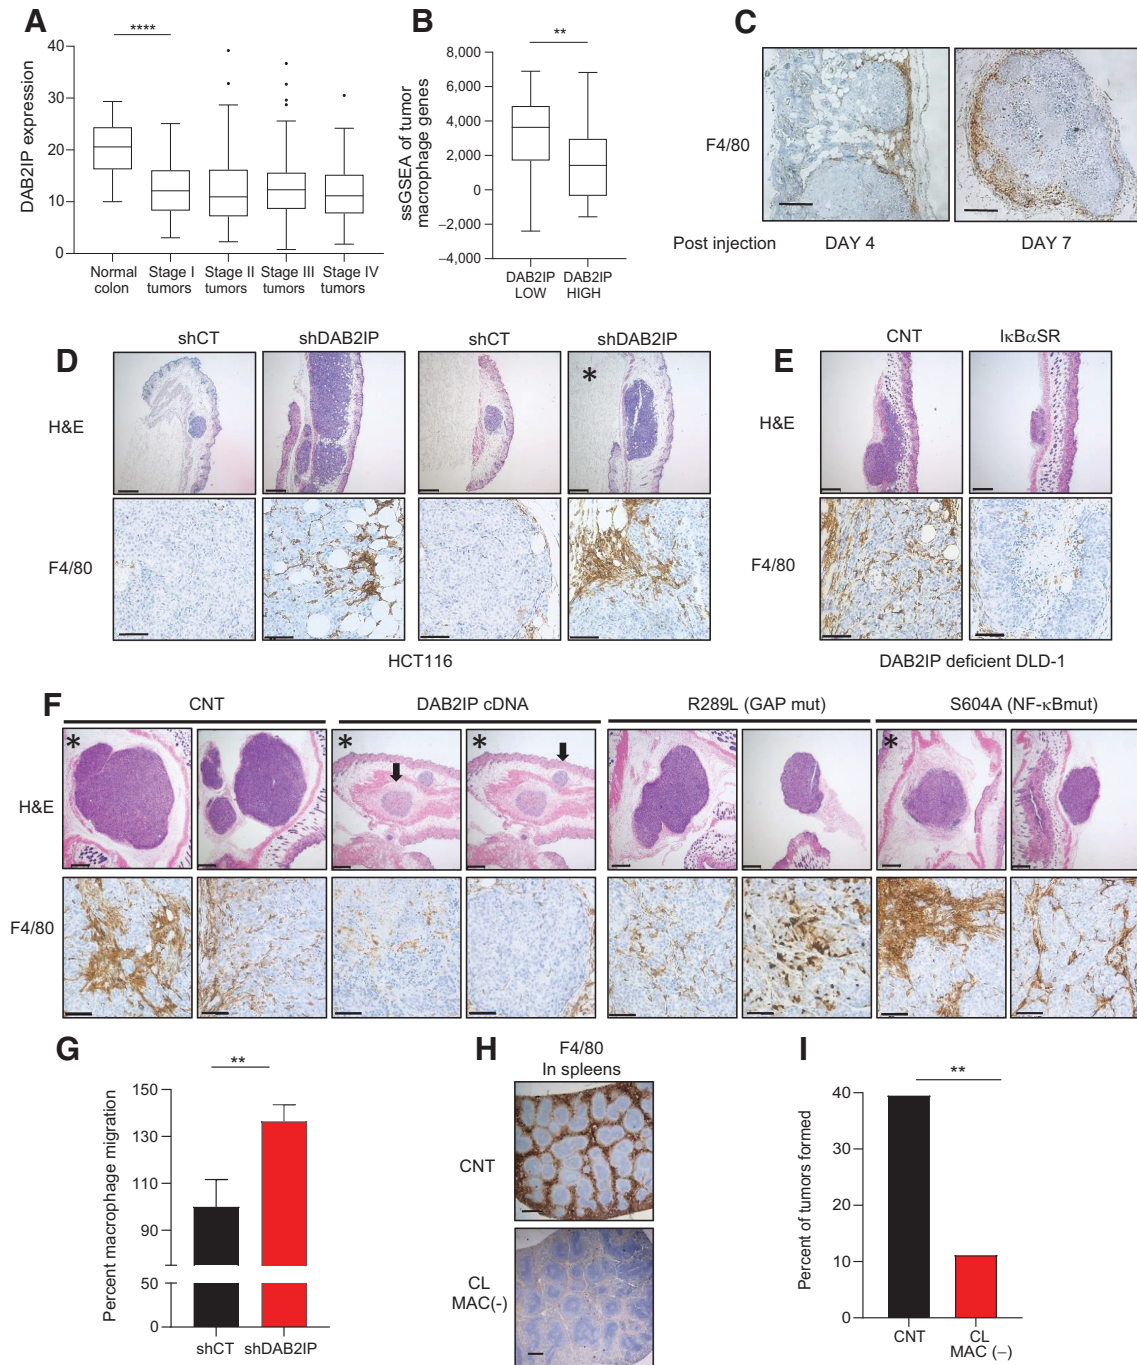 A
****
DAB2IP expression
40
30
20
10
0
Normal colon
Stage I tumors
Stage II tumors
Stage III tumors
Stage IV tumors
B
**
ssGSEA of tumor
macrophage genes
8,000
6,000
4,000
2,000
0
–2,000
–4,000
DAB2IP LOW
DAB2IP HIGH
C
F4/80
Post injection
DAY 4
DAY 7
D
shCT
shDAB2IP
shCT
shDAB2IP
H&E
*
F4/80
HCT116
E
CNT
IκBαSR
H&E
F4/80
DAB2IP deficient DLD-1
F
CNT
DAB2IP cDNA
R289L (GAP mut)
S604A (NF-κBmut)
H&E
*
*
*
*
F4/80
G
**
Percent macrophage migration
150
130
110
90
50
0
shCT
shDAB2IP
H
F4/80
In spleens
CNT
CL
MAC(-)
I
**
Percent of tumors formed
40
30
20
10
0
CNT
CL
MAC (–)